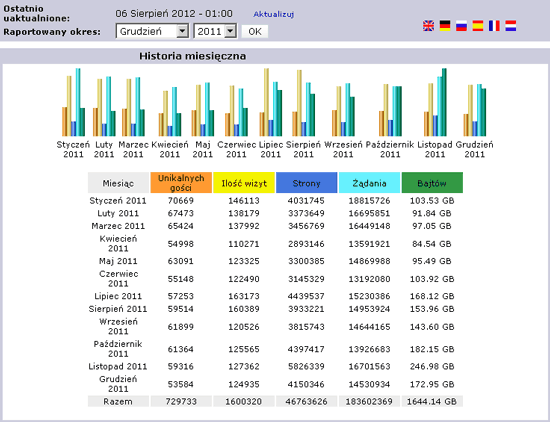 Ostatnio
uaktualnione: 06 Sierpień 2012 - 01:00 Aktualizuj
Raportowany okres: Grudzień 2011 OK
Historia miesięczna
Styczeń Luty Marzec Kwiecień Maj Czerwiec Lipiec Sierpień Wrzesień Październik Listopad Grudzień
2011 2011 2011 2011 2011 2011 2011 2011 2011 2011 2011 2011
Miesiąc Unikalnych gości Ilość wizyt Strony Żądania Bajtów
Styczeń 2011 70669 146113 4031745 18815726 103.53 GB
Luty 2011 67473 138179 3373649 16695851 91.84 GB
Marzec 2011 65424 137992 3456769 16449148 97.05 GB
Kwiecień 2011 54998 110271 2893146 13591921 84.54 GB
Maj 2011 63091 123325 3300385 14869988 95.49 GB
Czerwiec 2011 55148 122490 3145329 13192080 103.92 GB
Lipiec 2011 57253 163173 4439537 15230386 168.12 GB
Sierpień 2011 59514 160389 3933221 14953924 153.96 GB
Wrzesień 2011 61899 120526 3815743 14644165 143.60 GB
Październik 2011 61364 125565 4397417 13926683 182.15 GB
Listopad 2011 59316 127362 5826339 16701563 246.98 GB
Grudzień 2011 53584 124935 4150346 14530934 172.95 GB
Razem 729733 1600320 46763626 183602369 1644.14 GB